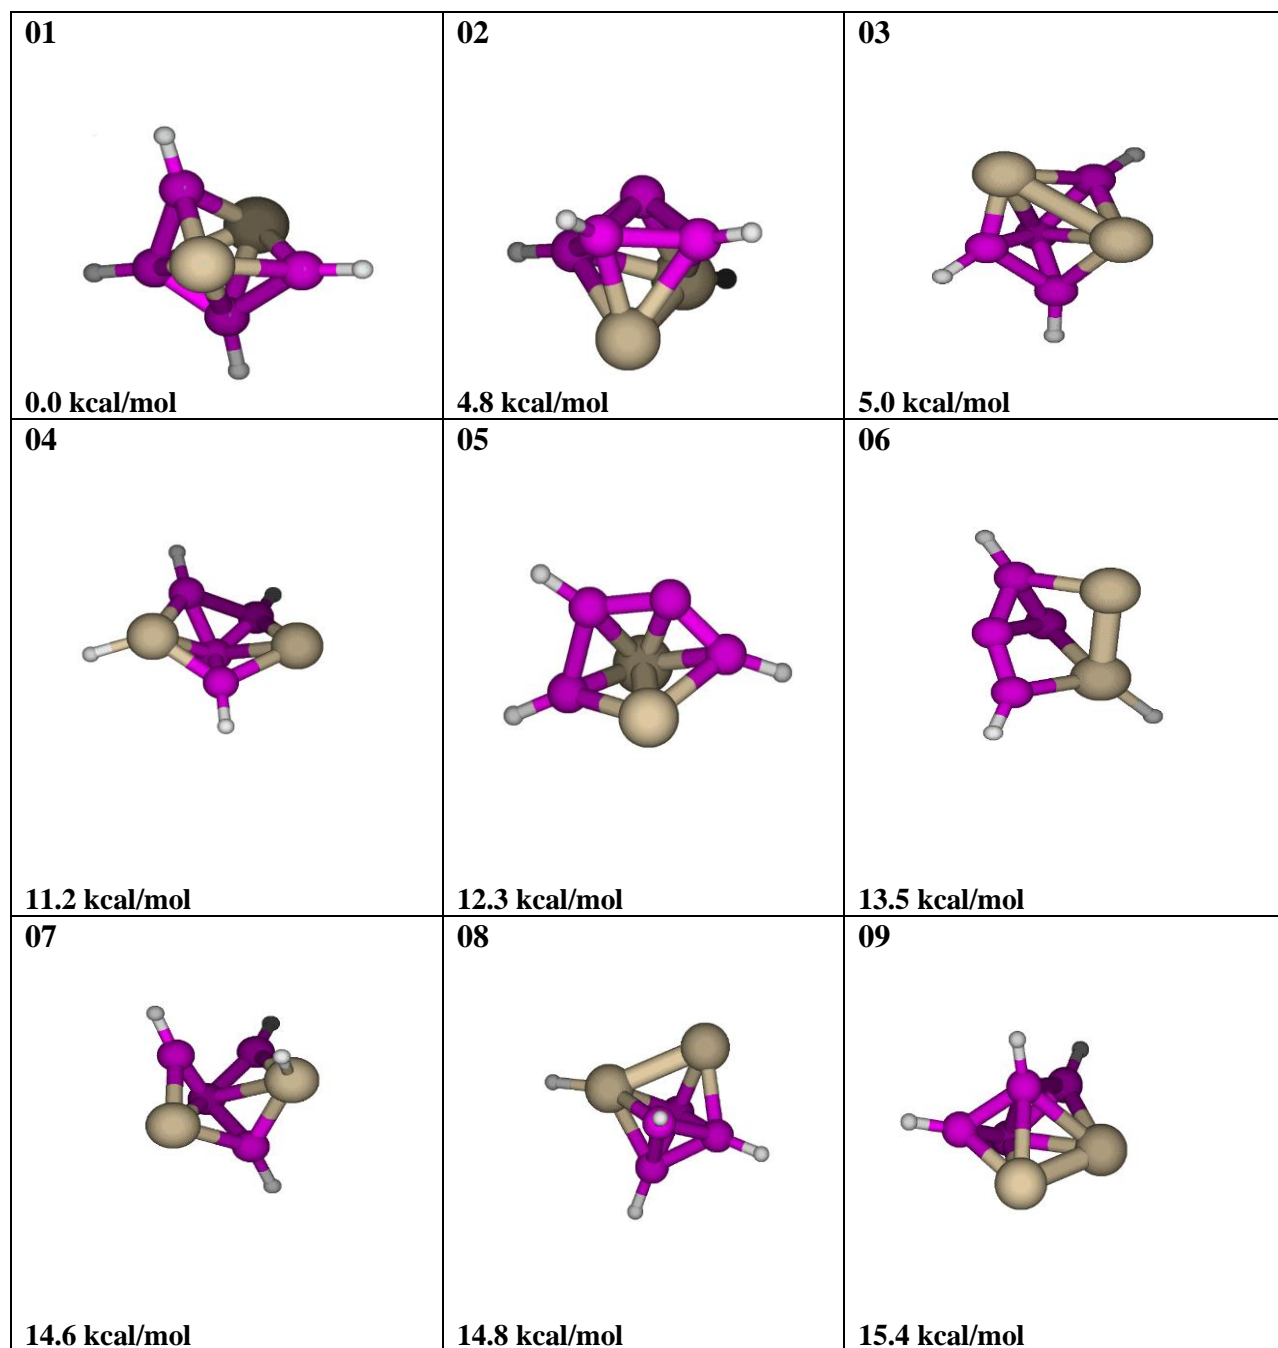 01
02
03
0.0 kcal/mol
4.8 kcal/mol
5.0 kcal/mol
04
05
06
11.2 kcal/mol
12.3 kcal/mol
13.5 kcal/mol
07
08
09
14.6 kcal/mol
14.8 kcal/mol
15.4 kcal/mol